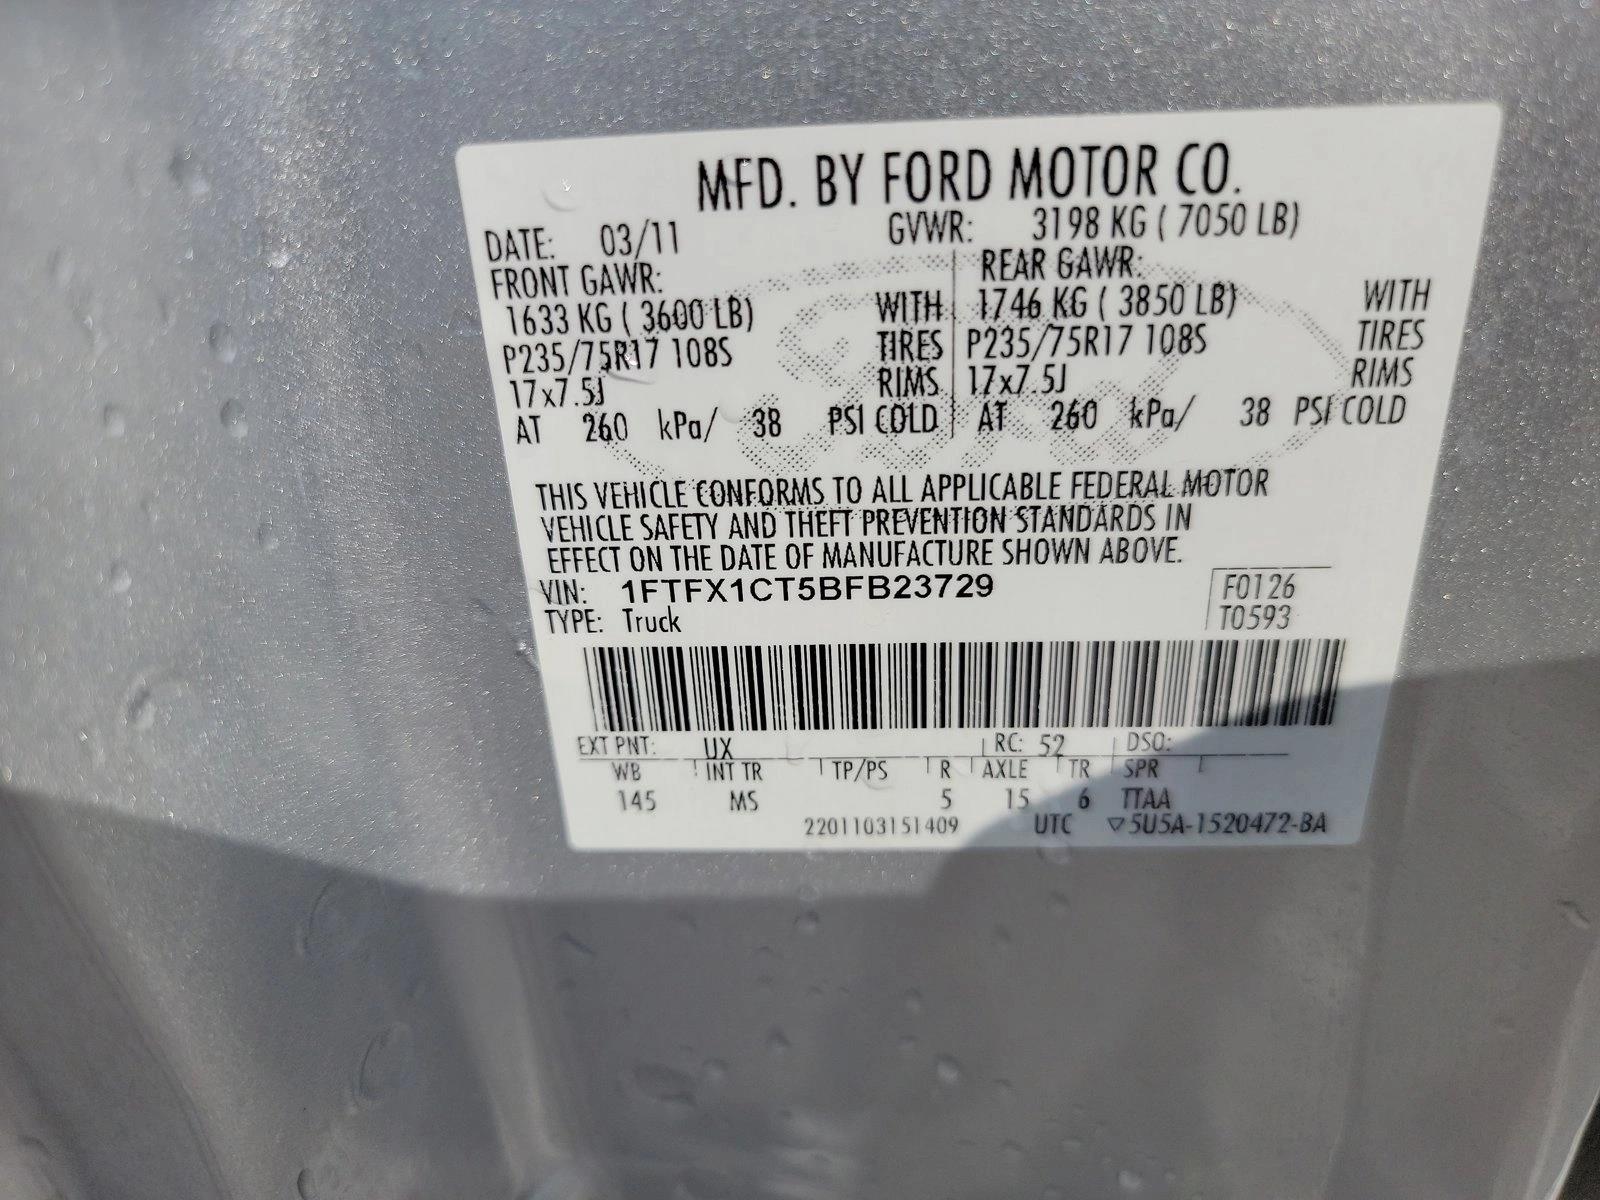 MFD. BY FORD MOTOR CO.
DATE: 03/11 GVWR: 3198 KG ( 7050 LB)
FRONT GAWR: REAR GAWR:
1633 KG ( 3600 LB) WITH 1746 KG ( 3850 LB) WITH
P235/75R17 108S TIRES P235/75R17 108S TIRES
17x7.5J RIMS 17x7.5J RIMS
AT 260 kPa/ 38 PSI COLD AT 260 kPa/ 38 PSI COLD
THIS VEHICLE CONFORMS TO ALL APPLICABLE FEDERAL MOTOR
VEHICLE SAFETY AND THEFT PREVENTION STANDARDS IN
EFFECT ON THE DATE OF MANUFACTURE SHOWN ABOVE.
VIN: 1FTFX1CT5BFB23729 F0126
TYPE: Truck T0593
EXT PNT: UX RC: 52 DSO:
WB INT TR TP/PS R AXLE TR SPR
145 MS 5 15 6 TTAA
2201103151409 UTC ▽5U5A-1520472-BA